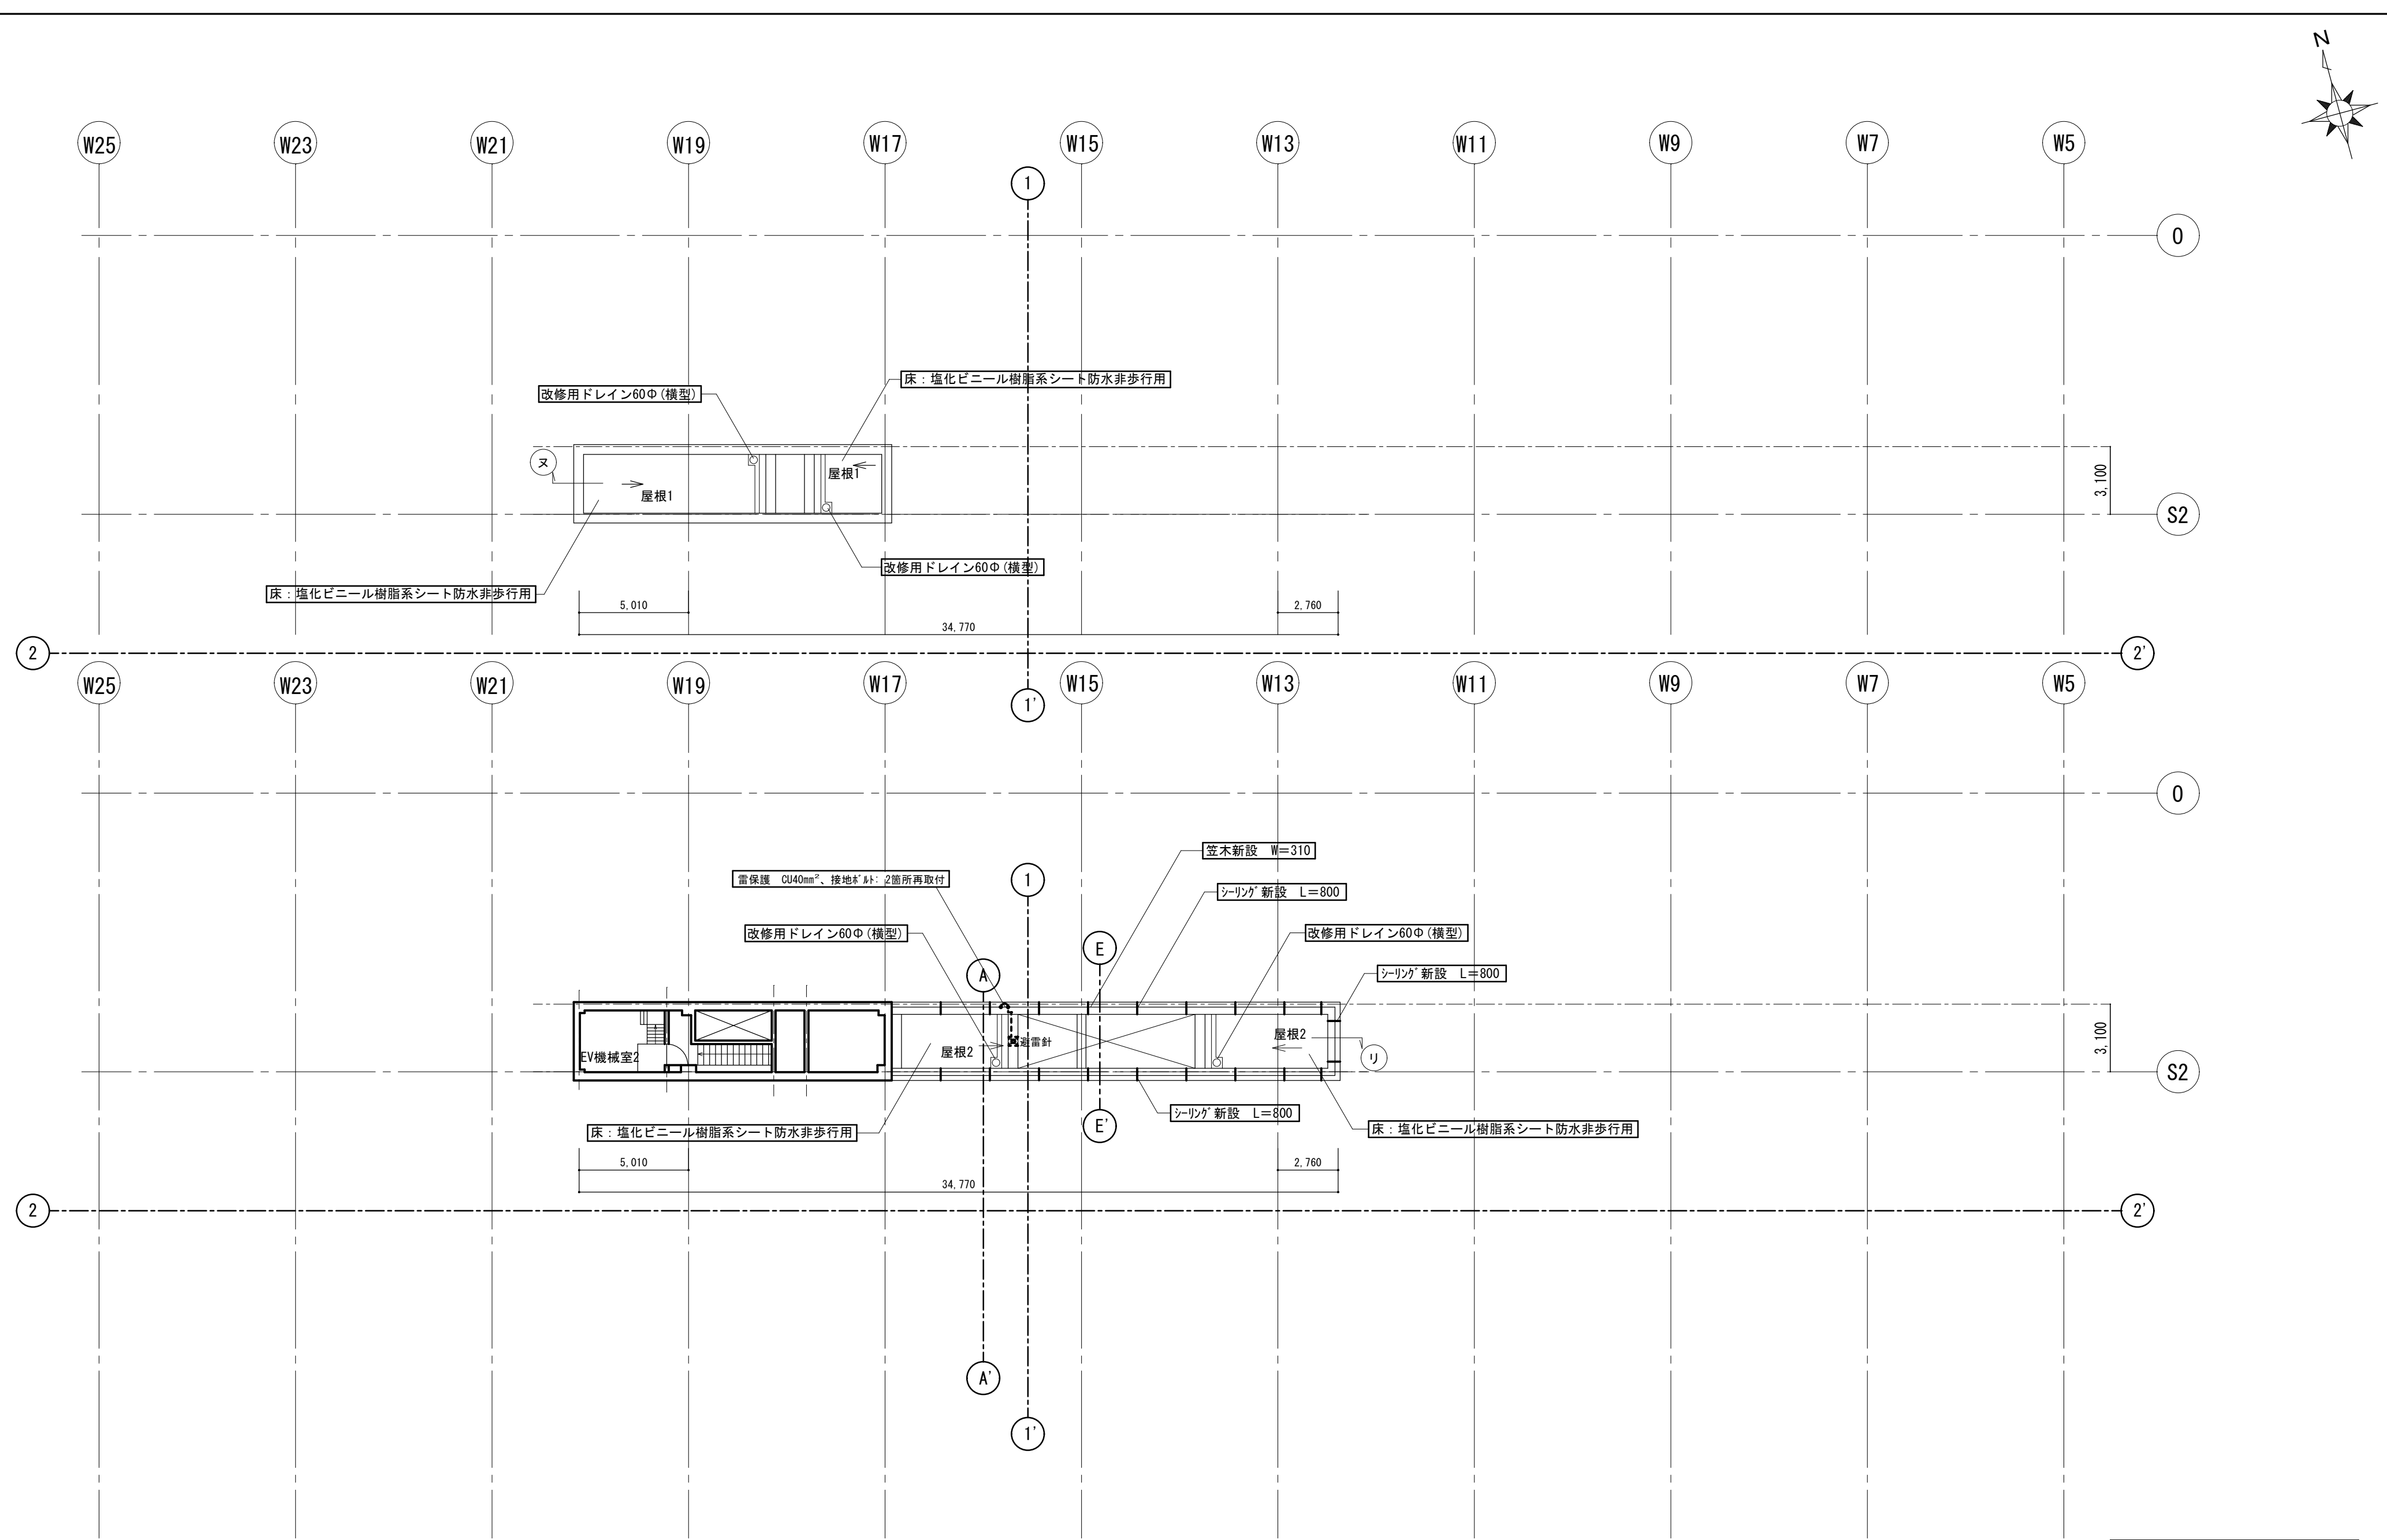 N
W25
W23
W21
W19
W17
W15
W13
W11
W9
W7
W5
1
0
床：塩化ビニール樹脂系シート防水非歩行用
改修用ドレイン60Φ(横型)
ヌ
屋根1
屋根1
3,100
S2
改修用ドレイン60Φ(横型)
床：塩化ビニール樹脂系シート防水非歩行用
5,010
2,760
34,770
2
2'
W25
W23
W21
W19
W17
W15
W13
W11
W9
W7
W5
1'
0
笠木新設　W＝310
雷保護　CU40mm²、接地ﾎﾞﾙﾄ: 2箇所再取付
1
ｼｰﾘﾝｸﾞ新設　L＝800
改修用ドレイン60Φ(横型)
改修用ドレイン60Φ(横型)
E
A
ｼｰﾘﾝｸﾞ新設　L＝800
屋根2
避雷針
屋根2
EV機械室2
リ
3,100
S2
ｼｰﾘﾝｸﾞ新設　L＝800
E'
床：塩化ビニール樹脂系シート防水非歩行用
床：塩化ビニール樹脂系シート防水非歩行用
5,010
2,760
34,770
2
2'
A'
1'